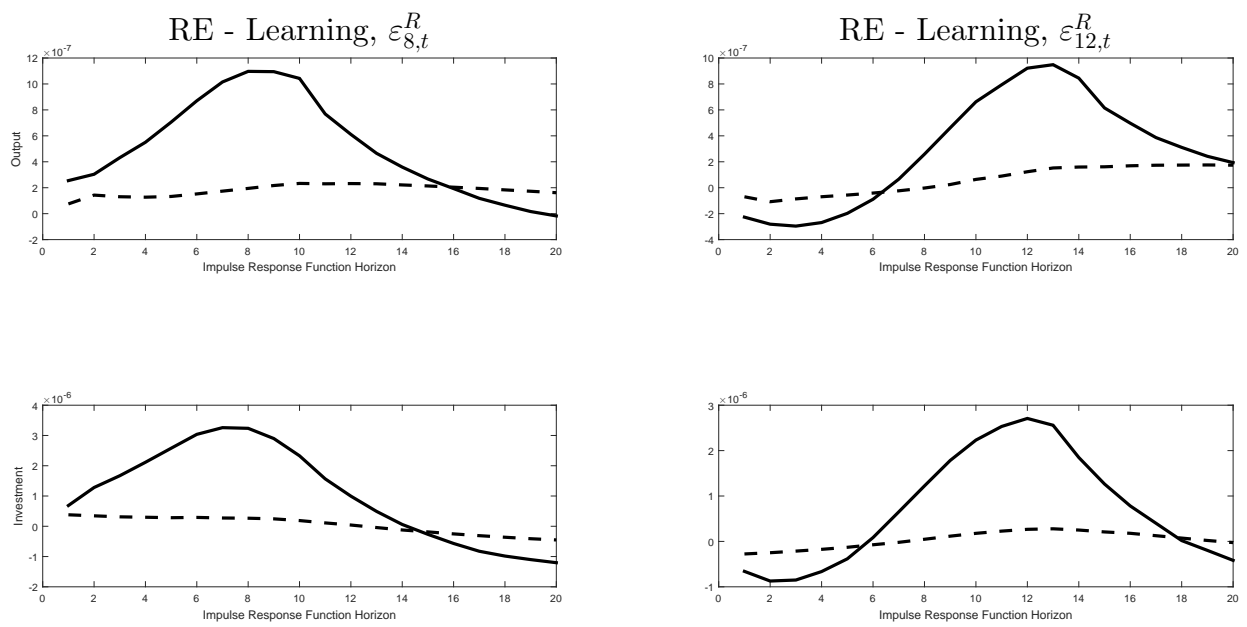 RE - Learning, ε^R_{8,t}
×10^-7
12
10
8
6
4
2
0
-2
Output
0 2 4 6 8 10 12 14 16 18 20
Impulse Response Function Horizon
RE - Learning, ε^R_{12,t}
×10^-7
10
8
6
4
2
0
-2
-4
0 2 4 6 8 10 12 14 16 18 20
Impulse Response Function Horizon
×10^-6
4
3
2
1
0
-1
-2
Investment
0 2 4 6 8 10 12 14 16 18 20
Impulse Response Function Horizon
×10^-6
3
2
1
0
-1
0 2 4 6 8 10 12 14 16 18 20
Impulse Response Function Horizon